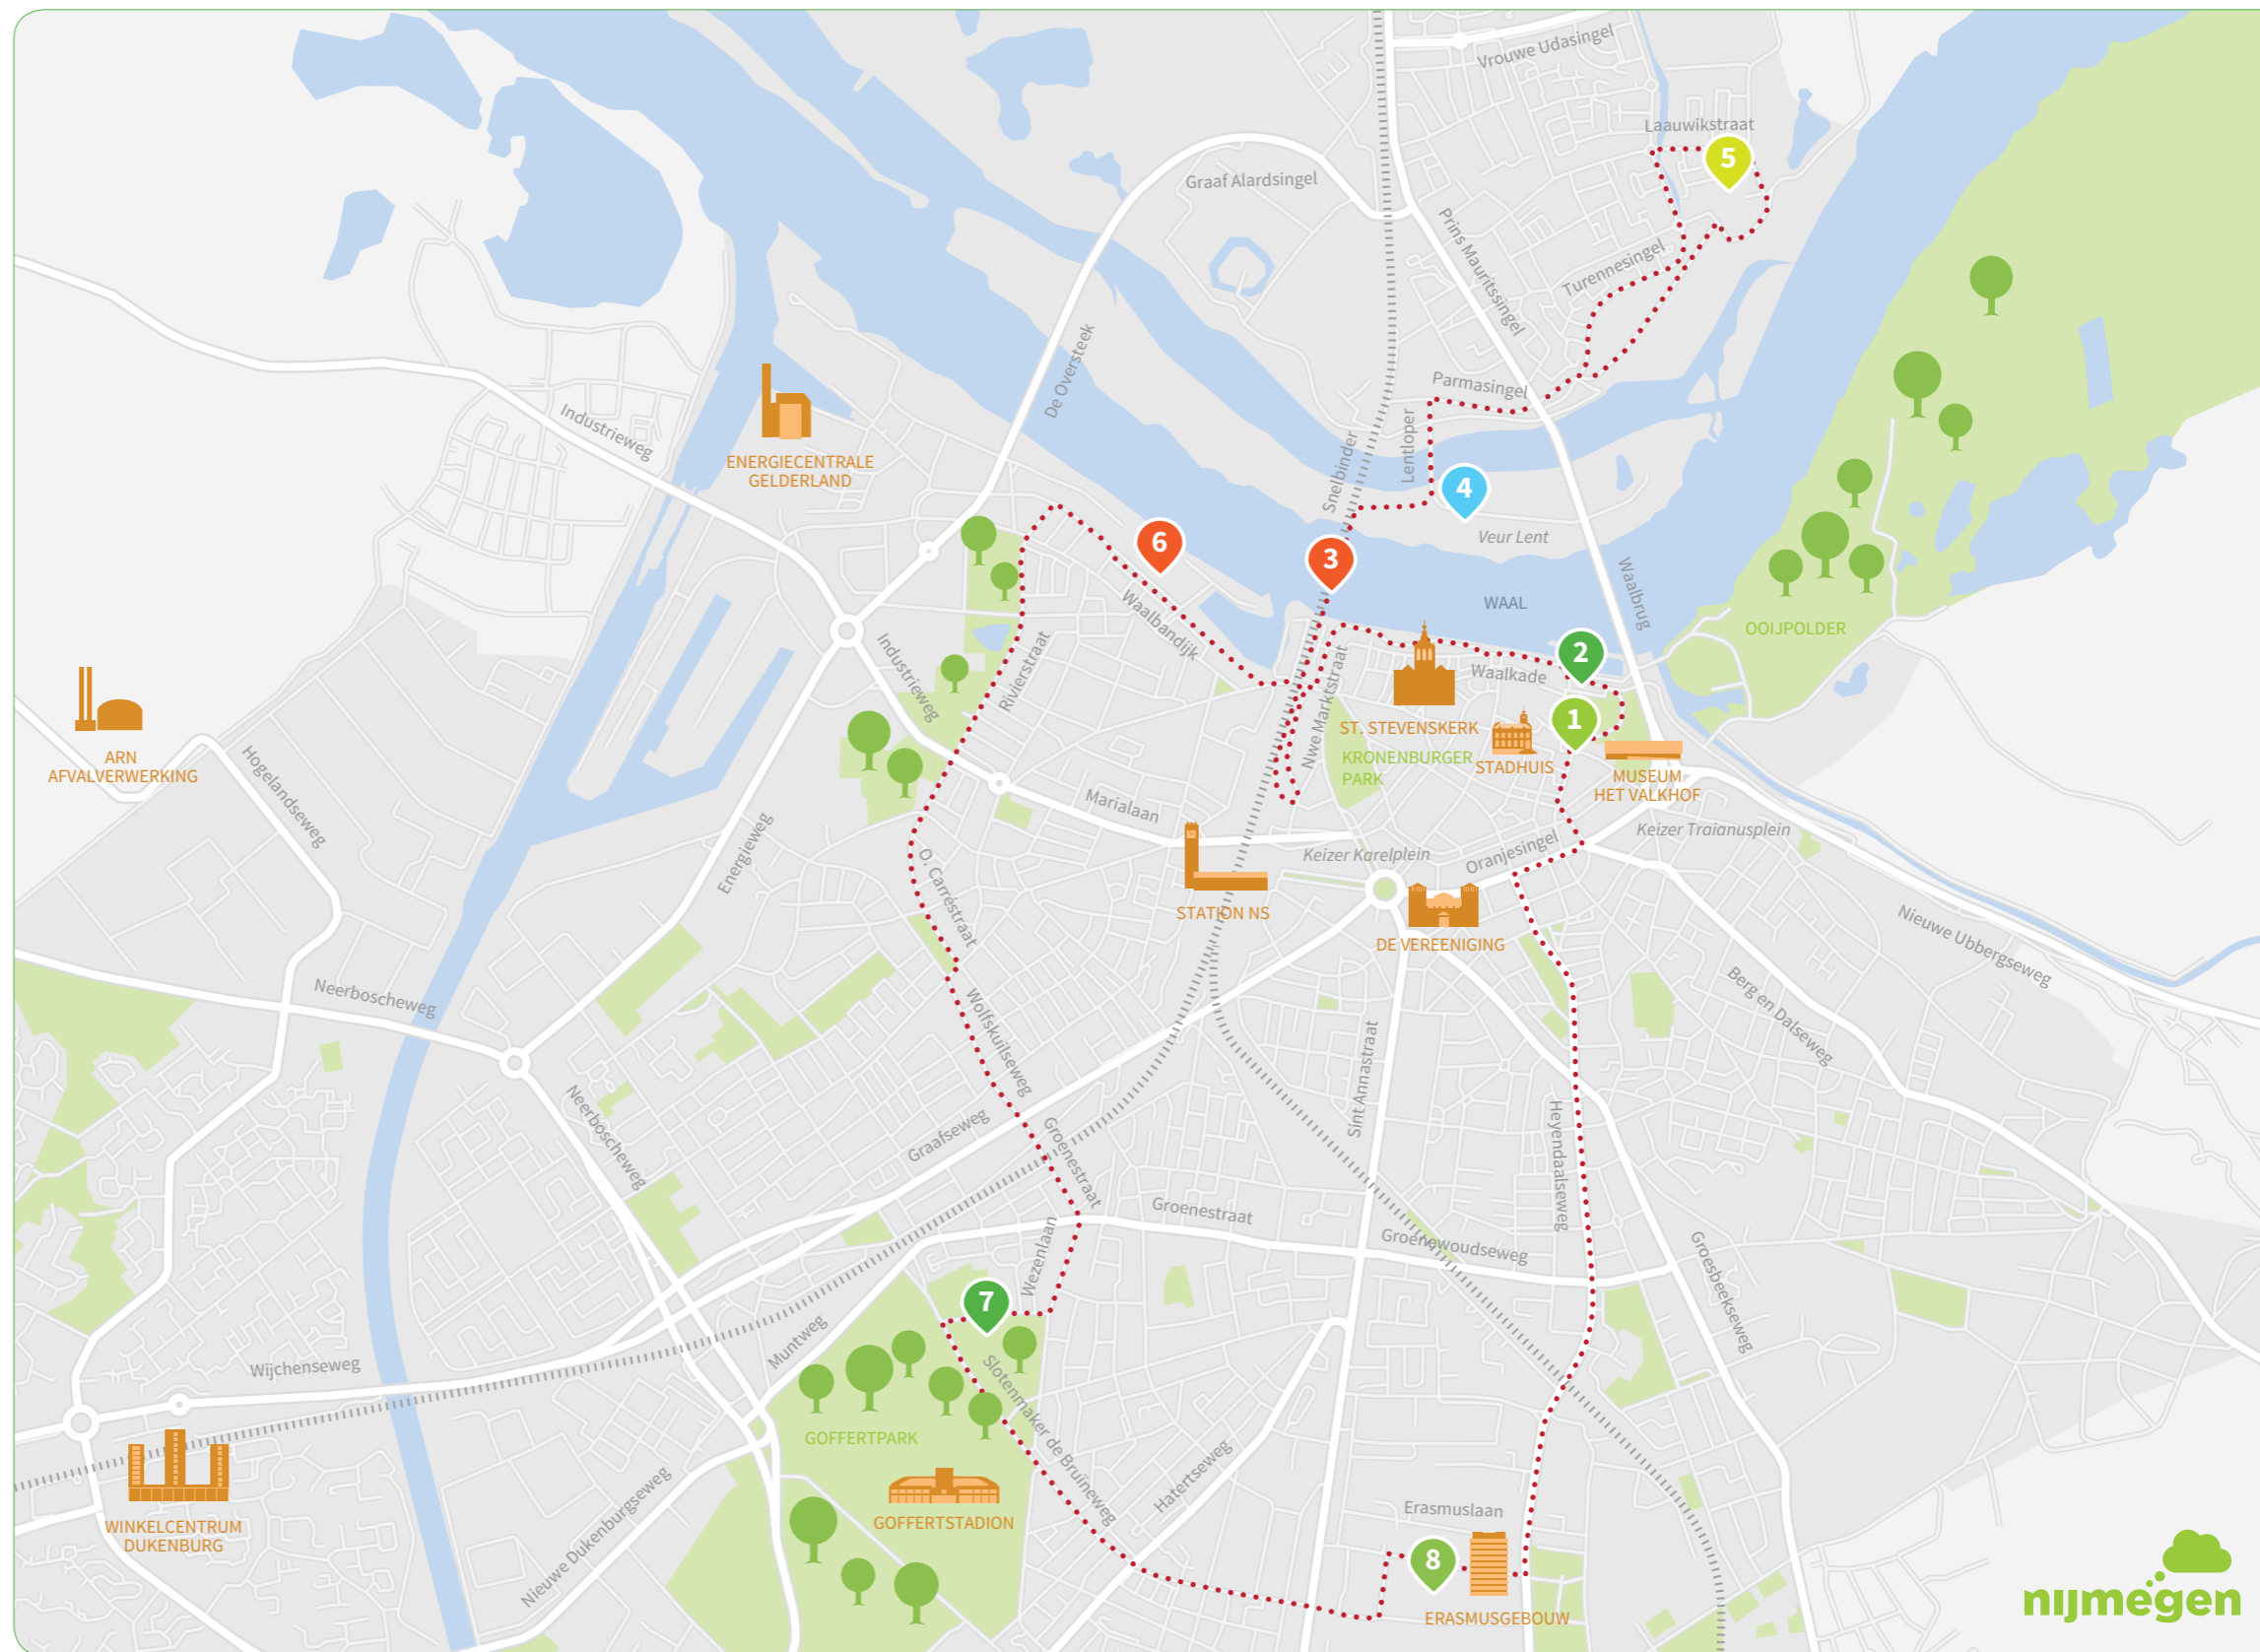 Vrouwe Udasingel
Laauwikstraat
5
Graaf Alardsingel
Prins Mauritssingel
Turennesingel
De Oversteek
Parmasingel
Industrieweg
Lentloper
Snelbinder
ENERGIECENTRALE
GELDERLAND
4
Veur Lent
6
3
Waalbrug
WAAL
Waalbandijk
OOIJPOLDER
2
Industrieweg
Rivierstraat
Nwe Marktstraat
Waalkade
1
ST. STEVENSKERK
KRONENBURGER
PARK
STADHUIS
MUSEUM
HET VALKHOF
ARN
AFVALVERWERKING
Hogelandseweg
Marialaan
Energieweg
Keizer Traianusplein
Keizer Karelplein
Oranjesingel
O. Carréstraat
STATION NS
DE VEREENIGING
Nieuwe Ubbergseweg
Berg en Dalseweg
Neerboscheweg
Wolfskuilseweg
Sint Annastraat
Neerboscheweg
Graafseweg
Groenestraat
Heyendaalseweg
Groenestraat
Groenewoudseweg
Wezenlaan
Groesbeekseweg
7
Muntweg
Wijchenseweg
Slotenmaker de Bruïneweg
GOFFERTPARK
Hatertseweg
Nieuwe Dukenburgseweg
GOFFERTSTADION
Erasmuslaan
WINKELCENTRUM
DUKENBURG
8
ERASMUSGEBOUW
nijmegen